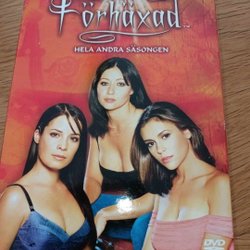 Förhäxad
HELA ANDRA SÄSONGEN
DVD